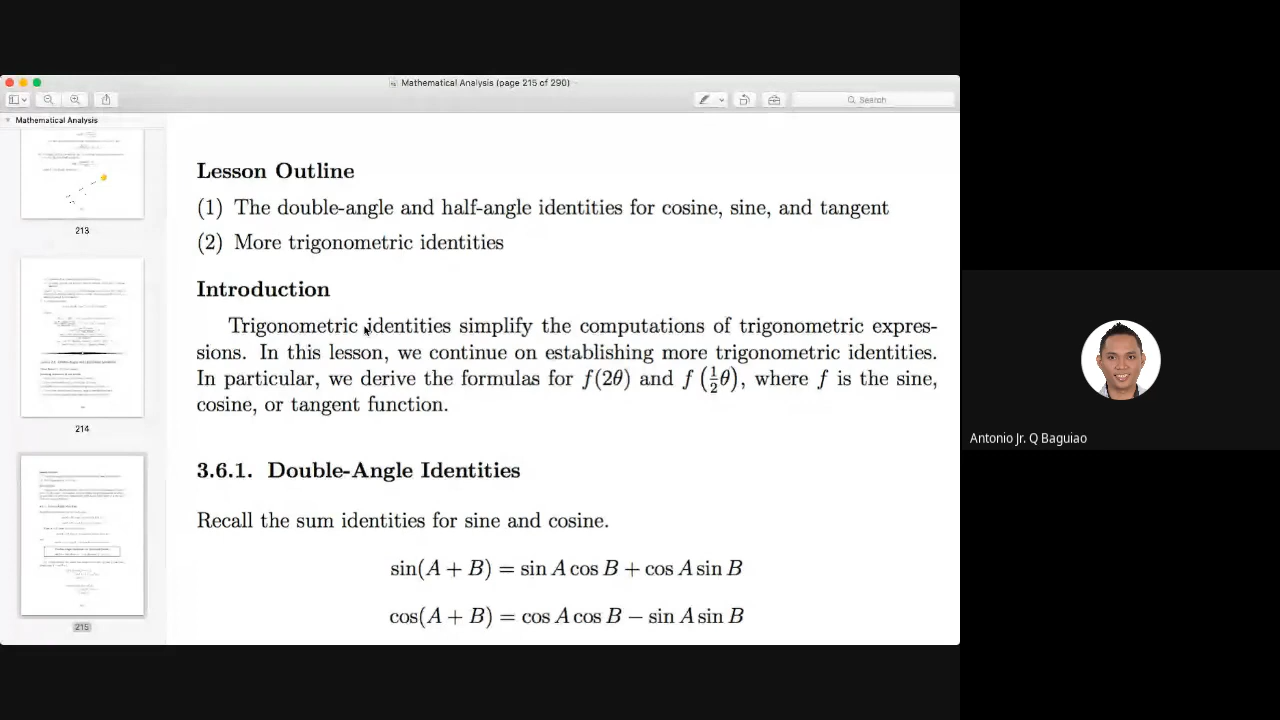 Mathematical Analysis (page 215 of 290)
Search
Mathematical Analysis
213
214
215
Lesson Outline
(1) The double-angle and half-angle identities for cosine, sine, and tangent
(2) More trigonometric identities
Introduction
Trigonometric identities simplify the computations of trigonometric expres-
sions. In this lesson, we continue on establishing more trigonometric identities.
In particular, we derive the formulas for f(2θ) and f(½θ), where f is the sine,
cosine, or tangent function.
3.6.1. Double-Angle Identities
Recall the sum identities for sine and cosine.
sin(A + B) = sin A cos B + cos A sin B
cos(A + B) = cos A cos B − sin A sin B
Antonio Jr. Q Baguiao